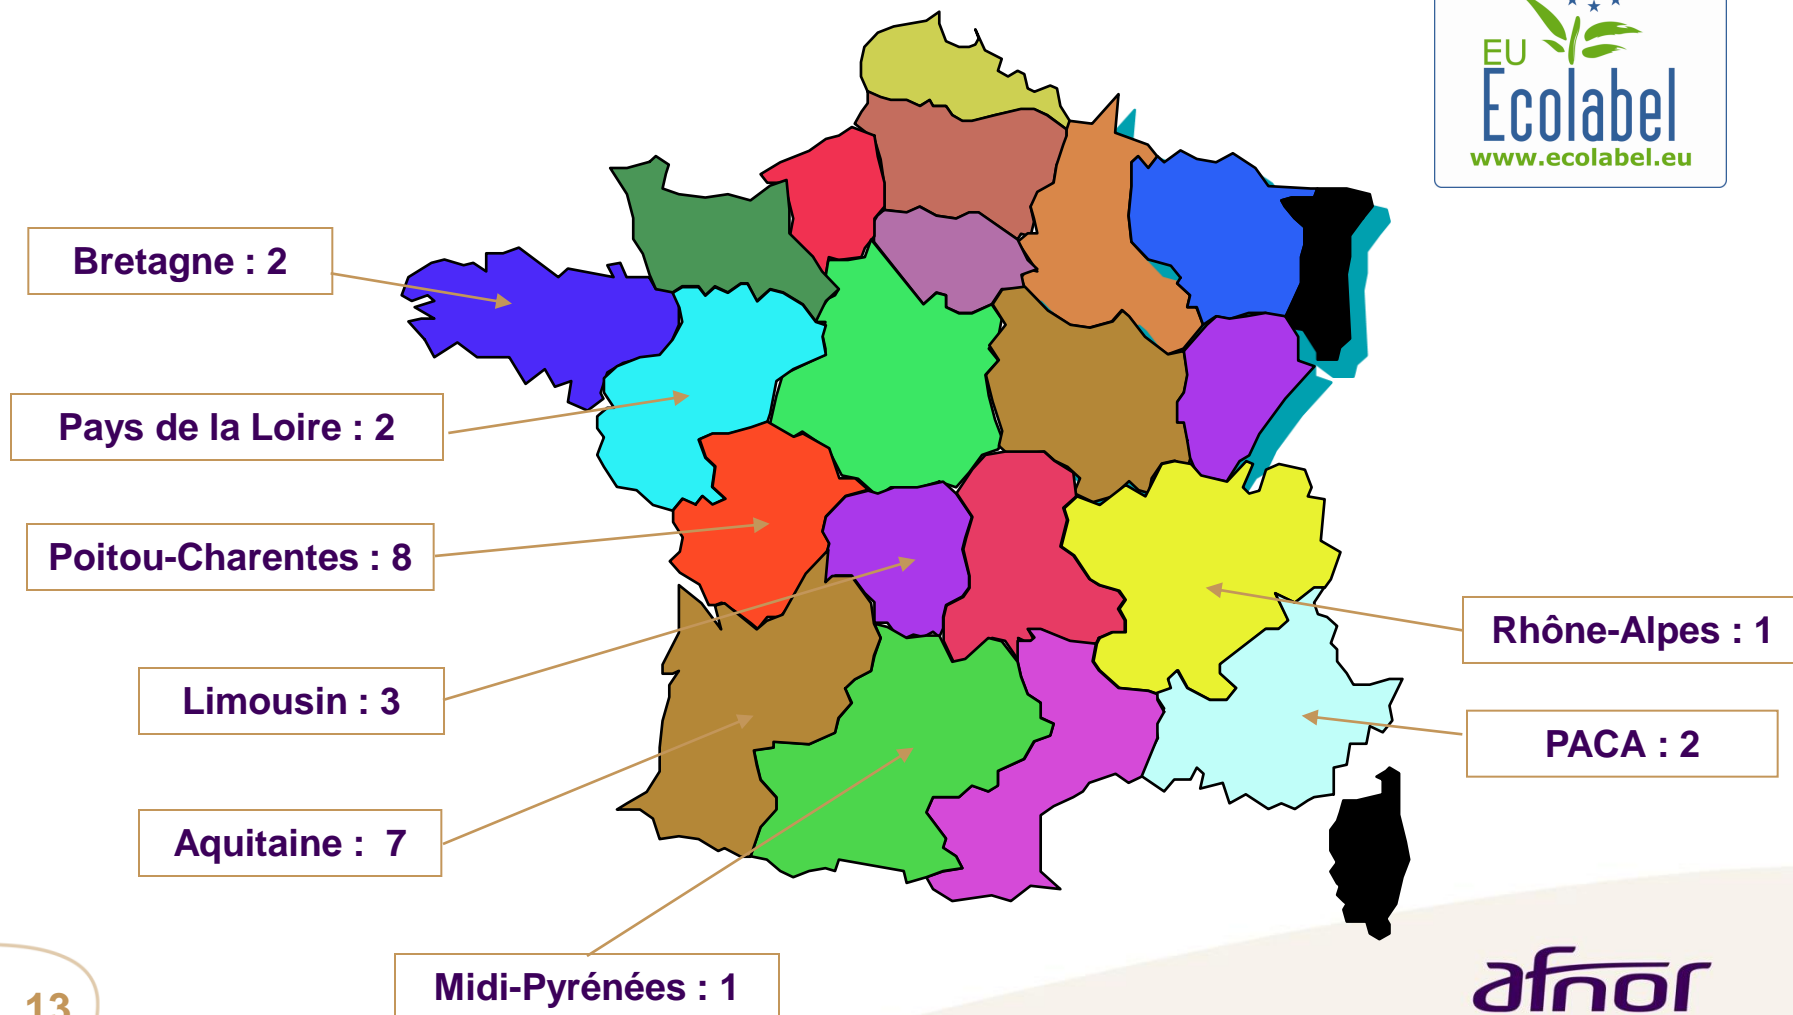 EU
Ecolabel
www.ecolabel.eu
Bretagne : 2
Pays de la Loire : 2
Poitou-Charentes : 8
Limousin : 3
Aquitaine : 7
Midi-Pyrénées : 1
Rhône-Alpes : 1
PACA : 2
13
afnor